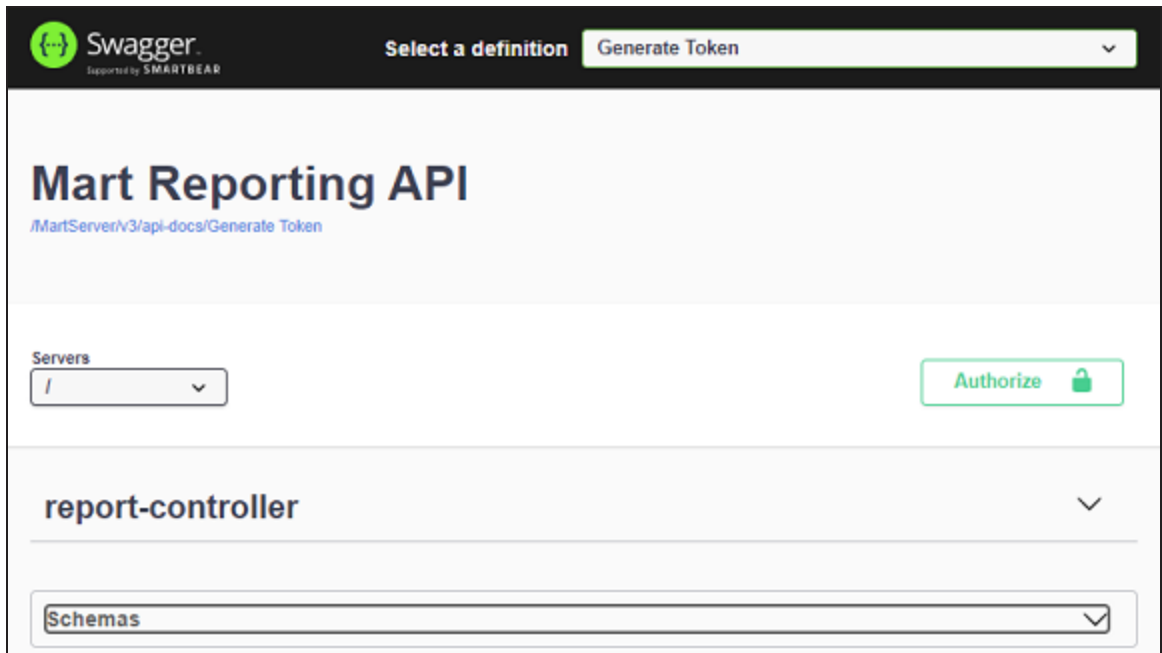 {···} Swagger.
Supported by SMARTBEAR
Select a definition
Generate Token
Mart Reporting API
/MartServer/v3/api-docs/Generate Token
Servers
/
Authorize
report-controller
Schemas